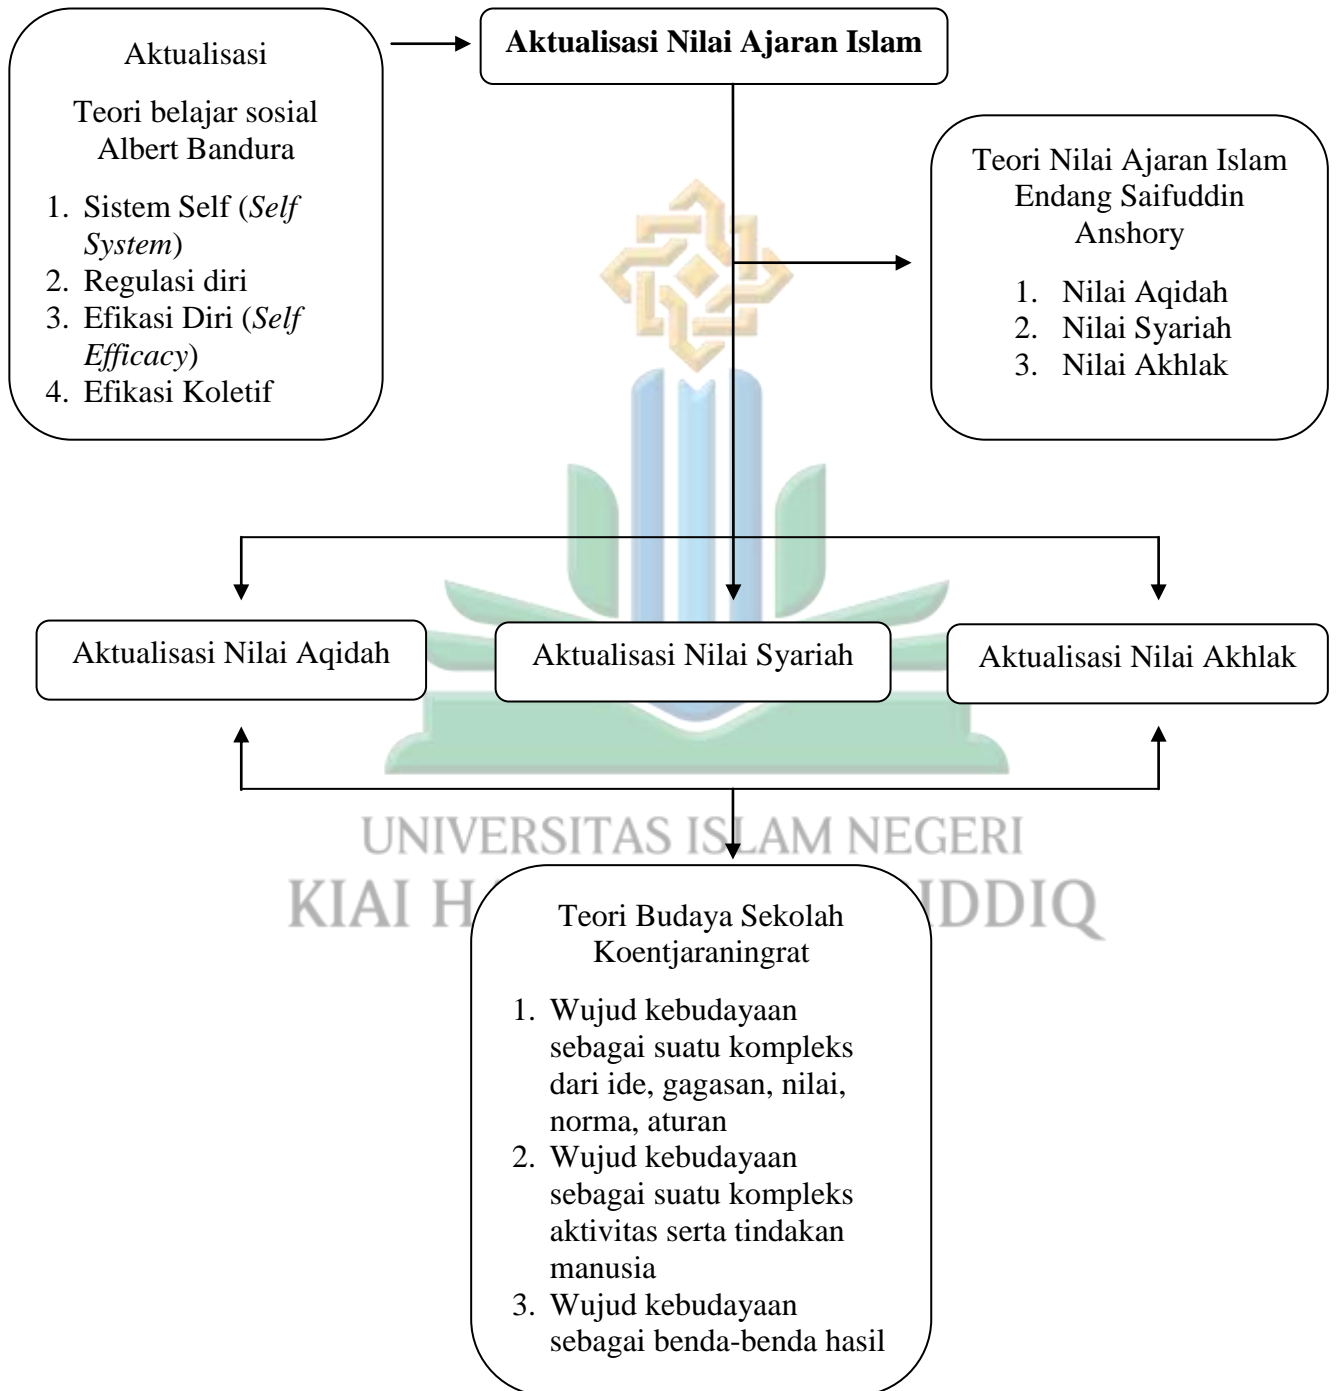 Aktualisasi
Teori belajar sosial
Albert Bandura
1. Sistem Self (Self
System)
2. Regulasi diri
3. Efikasi Diri (Self
Efficacy)
4. Efikasi Koletif
Aktualisasi Nilai Ajaran Islam
Teori Nilai Ajaran Islam
Endang Saifuddin
Anshory
1. Nilai Aqidah
2. Nilai Syariah
3. Nilai Akhlak
Aktualisasi Nilai Aqidah
Aktualisasi Nilai Syariah
Aktualisasi Nilai Akhlak
UNIVERSITAS ISLAM NEGERI
KIAI
Teori Budaya Sekolah
Koentjaraningrat
1. Wujud kebudayaan
sebagai suatu kompleks
dari ide, gagasan, nilai,
norma, aturan
2. Wujud kebudayaan
sebagai suatu kompleks
aktivitas serta tindakan
manusia
3. Wujud kebudayaan
sebagai benda-benda hasil